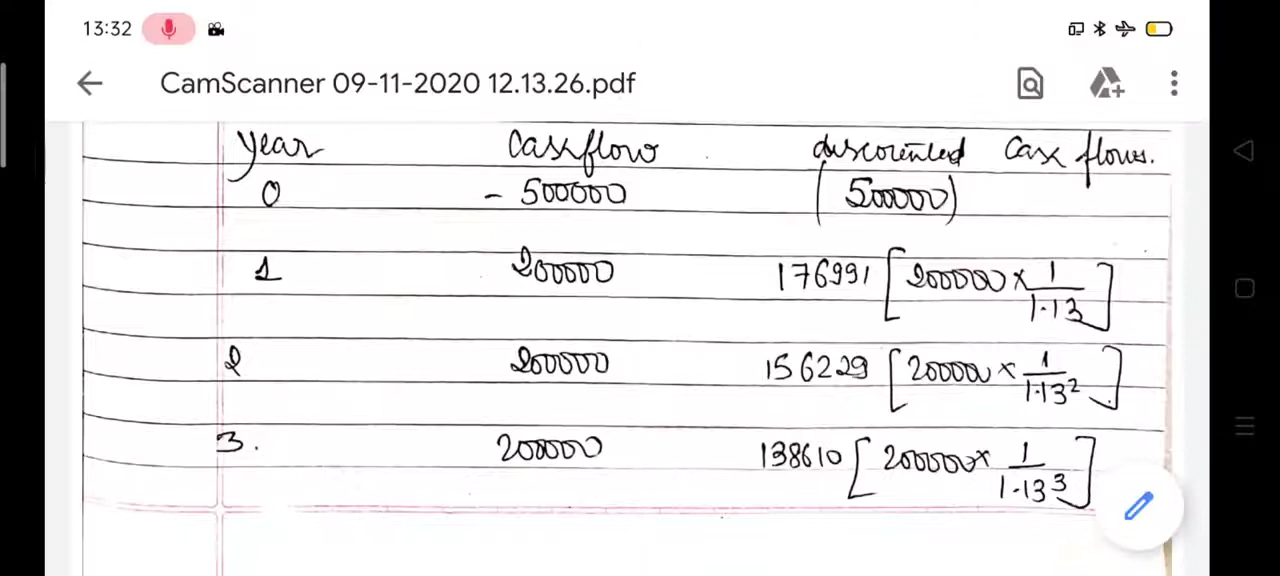 13:32
CamScanner 09-11-2020 12.13.26.pdf
Year Cashflow discounted Cash flows.
0 - 500000 (500000)
1 200000 176991 [200000 × 1/1.13]
2 200000 156229 [200000 × 1/1.13²]
3. 200000 138610 [200000 × 1/1.13³]